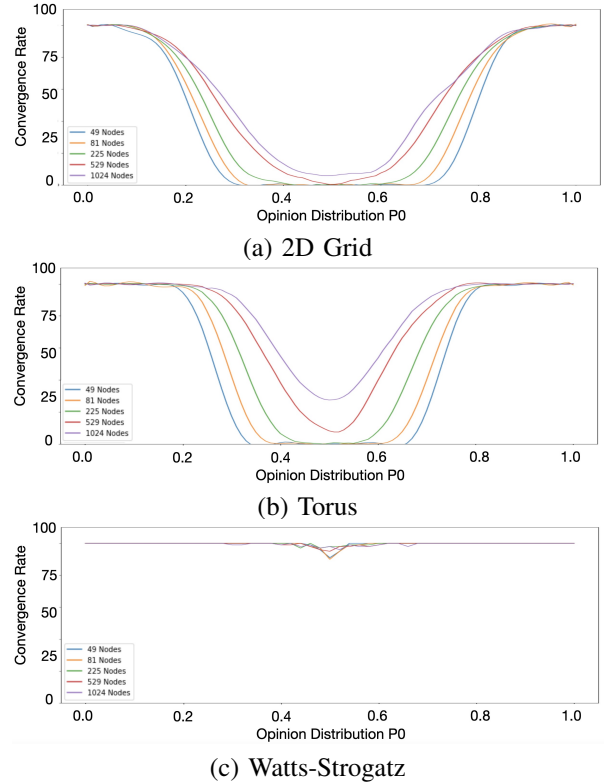 100
75
50
25
0
Convergence Rate
49 Nodes
81 Nodes
225 Nodes
529 Nodes
1024 Nodes
0.0 0.2 0.4 0.6 0.8 1.0
Opinion Distribution P0
(a) 2D Grid
100
75
50
25
0
Convergence Rate
49 Nodes
81 Nodes
225 Nodes
529 Nodes
1024 Nodes
0.0 0.2 0.4 0.6 0.8 1.0
Opinion Distribution P0
(b) Torus
100
75
50
25
0
Convergence Rate
49 Nodes
81 Nodes
225 Nodes
529 Nodes
1024 Nodes
0.0 0.2 0.4 0.6 0.8 1.0
Opinion Distribution P0
(c) Watts-Strogatz